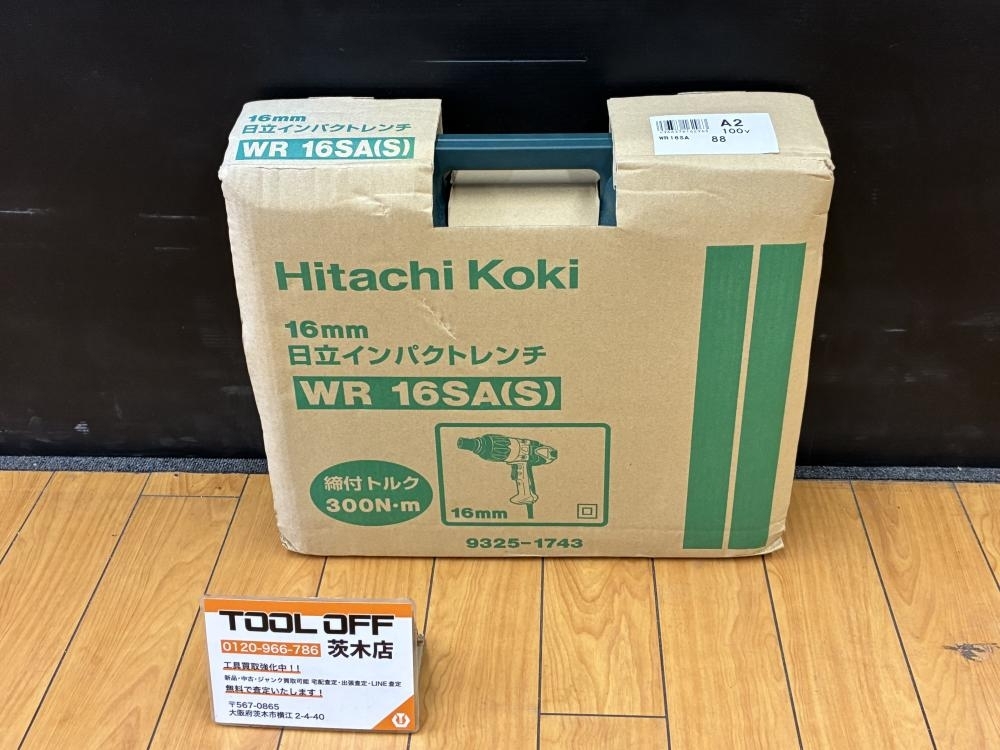 16mm
日立インパクトレンチ
WR 16SA(S)
A2
100V
WR16SA
88
Hitachi Koki
16mm
日立インパクトレンチ
WR 16SA(S)
締付トルク
300N·m
16mm
9325-1743
TOOL OFF
0120-966-786 茨木店
工具買取強化中！！
新品・中古・ジャンク買取可能 宅配査定・出張査定・LINE査定
無料で査定いたします！
〒567-0865
大阪府茨木市横江 2-4-40